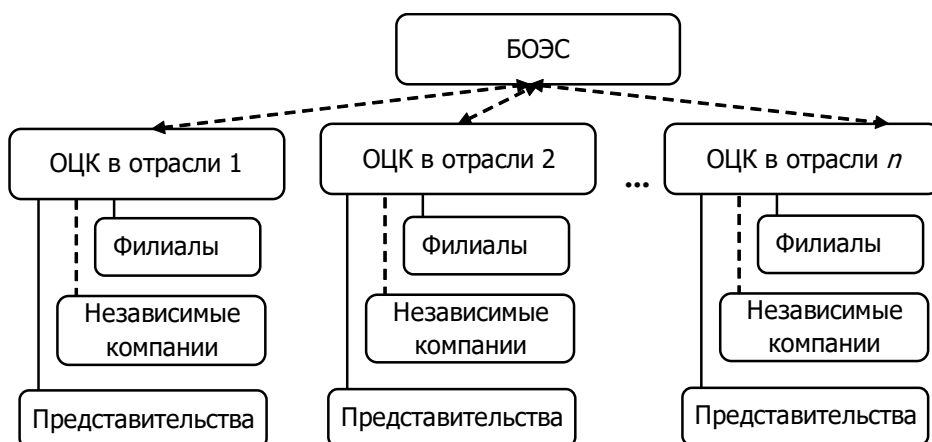 БОЭС
ОЦК в отрасли 1
ОЦК в отрасли 2
...
ОЦК в отрасли n
Филиалы
Филиалы
Филиалы
Независимые
компании
Независимые
компании
Независимые
компании
Представительства
Представительства
Представительства